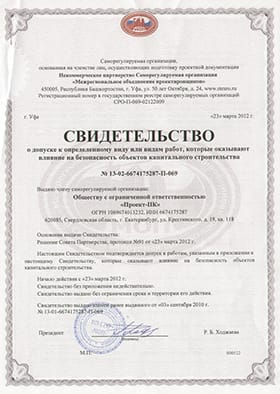 Саморегулируемая организация,
основанная на членстве лиц, осуществляющих подготовку проектной документации
Некоммерческое партнерство Саморегулируемая организация
«Межрегиональное объединение проектировщиков»
450005, Республика Башкортостан, г. Уфа, ул. 50 лет Октября, д. 24,
Регистрационный номер в государственном реестре саморегулируемых организаций
СРО-П-069-02122009
г. Уфа
«23» марта 2012 г.
СВИДЕТЕЛЬСТВО
о допуске к определенному виду или видам работ, которые оказывают
влияние на безопасность объектов капитального строительства
№ 13-02-6674175287-П-069
Выдано члену саморегулируемой организации:
Обществу с ограниченной ответственностью
«Проект-ПК»
ОГРН 1069674013232, ИНН 6674175287
620085, Свердловская область, г. Екатеринбург, ул. Крестинского, д. 19, кв. 118
Основание выдачи Свидетельства:
Решение Совета Партнерства, протокол №91 от «23» марта 2012 г.
Настоящим Свидетельством подтверждается допуск к работам, указанным в приложении к
настоящему Свидетельству, которые оказывают влияние на безопасность объектов
капитального строительства.
Начало действия с «23» марта 2012 г.
Свидетельство без приложения недействительно.
Свидетельство выдано без ограничения срока и территории его действия.
Свидетельство выдано взамен ранее выданного от «03» сентября 2010 г.
№ 13-01-6674175287-П-069
Президент
Р. Б. Ходжаева
М.П.